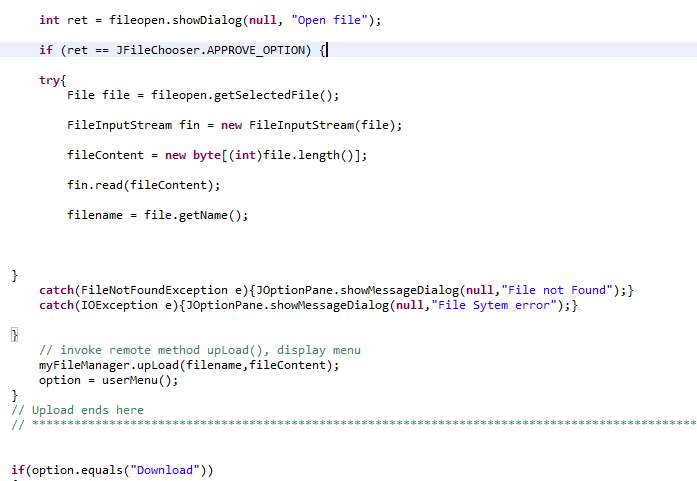 int ret = fileopen.showDialog(null, "Open file");
if (ret == JFileChooser.APPROVE_OPTION) {
try{
File file = fileopen.getSelectedFile();
FileInputStream fin = new FileInputStream(file);
fileContent = new byte[(int)file.length()];
fin.read(fileContent);
filename = file.getName();
}
catch(FileNotFoundException e){JOptionPane.showMessageDialog(null,"File not Found");}
catch(IOException e){JOptionPane.showMessageDialog(null,"File Sytem error");}
}
// invoke remote method upLoad(), display menu
myFileManager.upLoad(filename,fileContent);
option = userMenu();
}
// Upload ends here
// ***********************************************************************************************
if(option.equals("Download"))